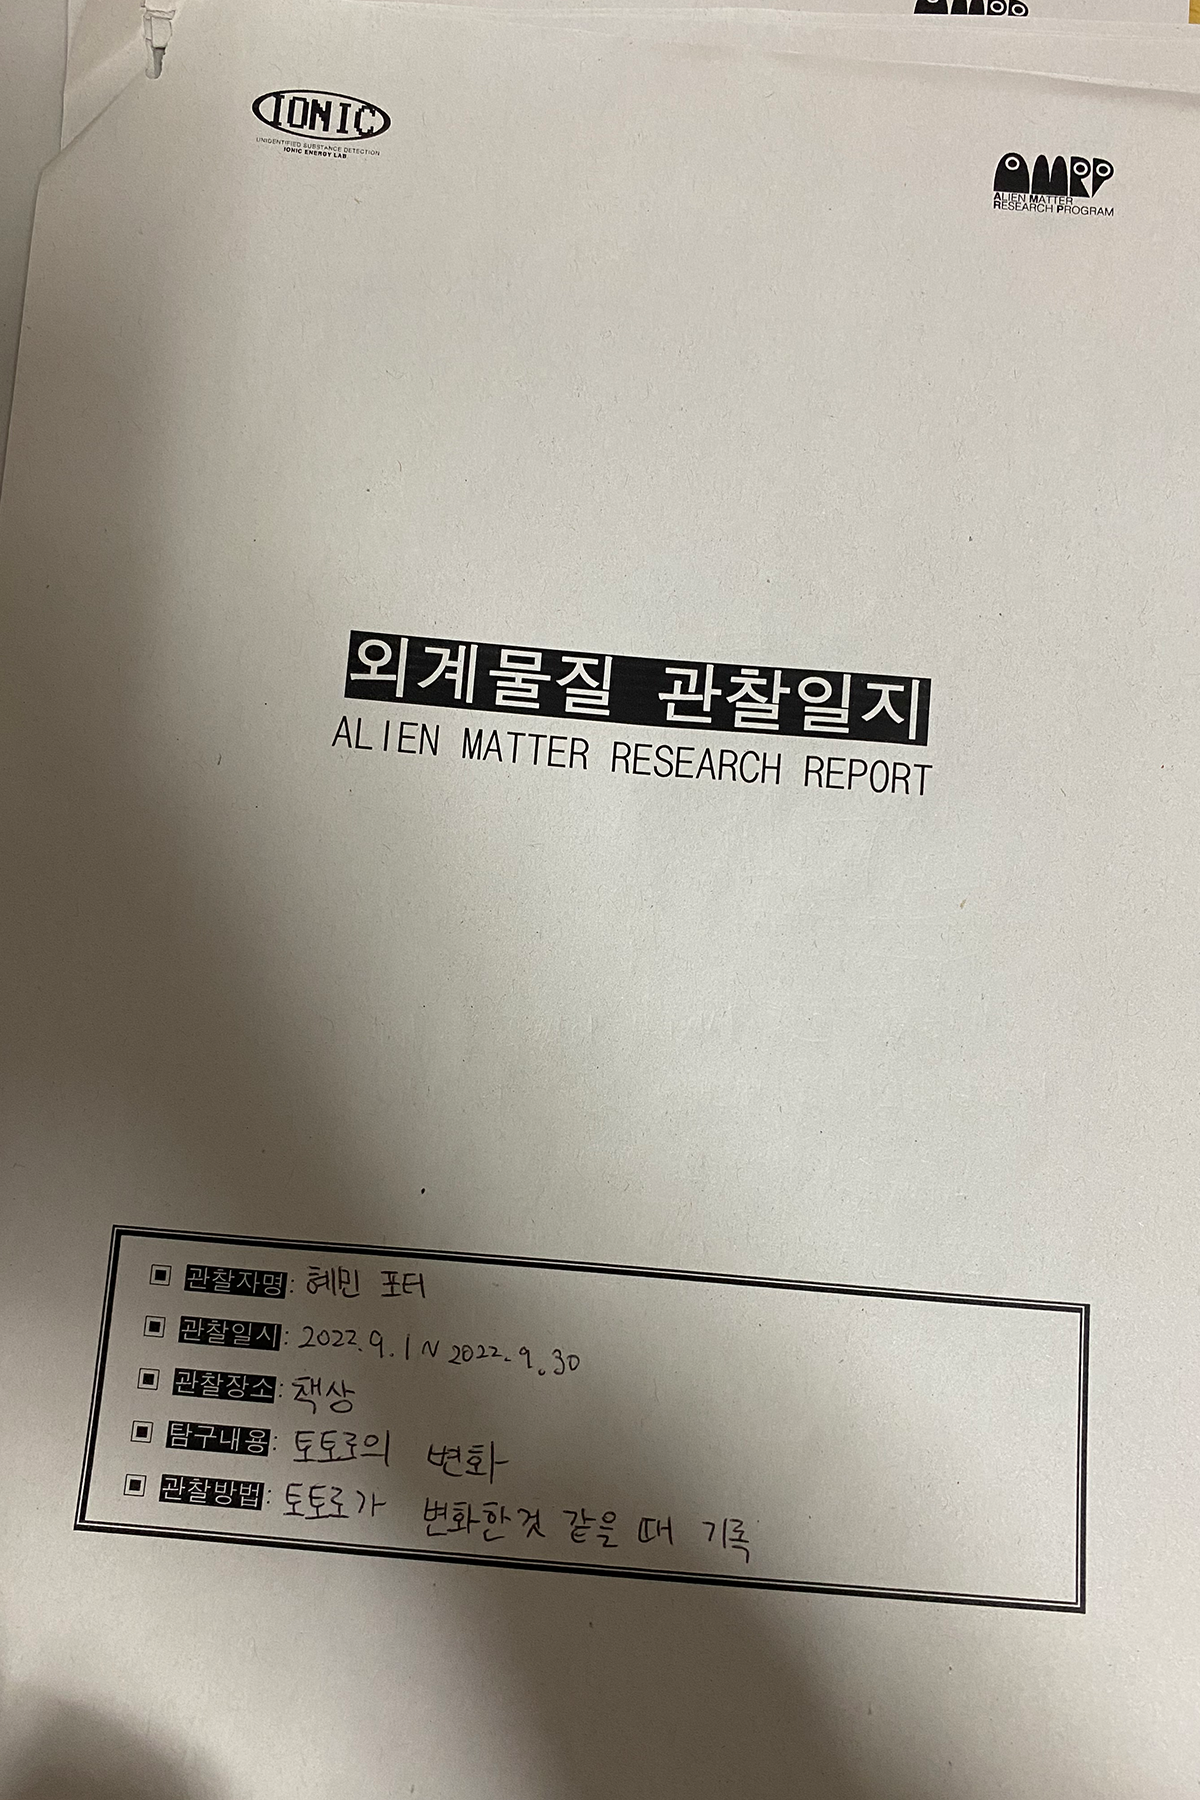 IONIC
UNIDENTIFIED SUBSTANCE DETECTION
IONIC ENERGY LAB
AMRP
ALIEN MATTER
RESEARCH PROGRAM
외계물질 관찰일지
ALIEN MATTER RESEARCH REPORT
관찰자명: 혜민 포터
관찰일시: 2022.9.1 ~ 2022.9.30
관찰장소: 책상
탐구내용: 토토로의 변화
관찰방법: 토토로가 변화한것 같을 때 기록